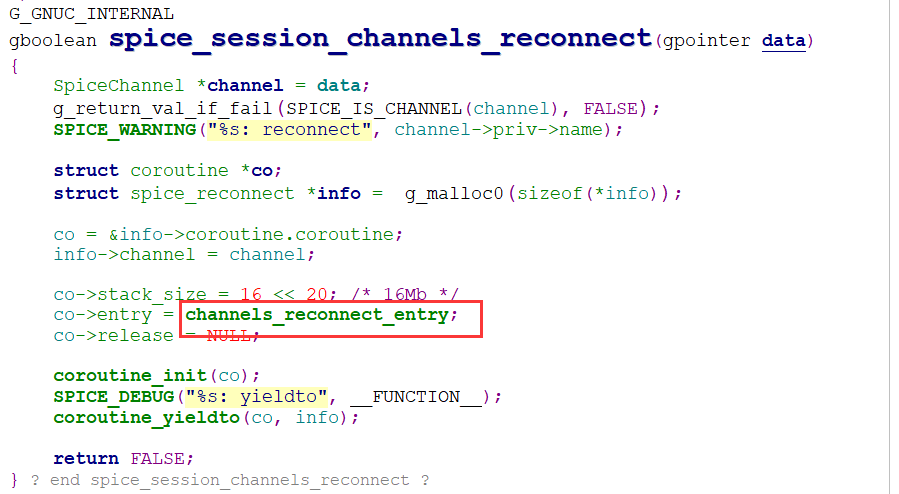 G_GNUC_INTERNAL
gboolean spice_session_channels_reconnect(gpointer data)
{
SpiceChannel *channel = data;
g_return_val_if_fail(SPICE_IS_CHANNEL(channel), FALSE);
SPICE_WARNING("%s: reconnect", channel->priv->name);
struct coroutine *co;
struct spice_reconnect *info = g_malloc0(sizeof(*info));
co = &info->coroutine.coroutine;
info->channel = channel;
co->stack_size = 16 << 20; /* 16Mb */
co->entry = channels_reconnect_entry;
co->release = NULL;
coroutine_init(co);
SPICE_DEBUG("%s: yieldto", __FUNCTION__);
coroutine_yieldto(co, info);
return FALSE;
} ? end spice_session_channels_reconnect ?